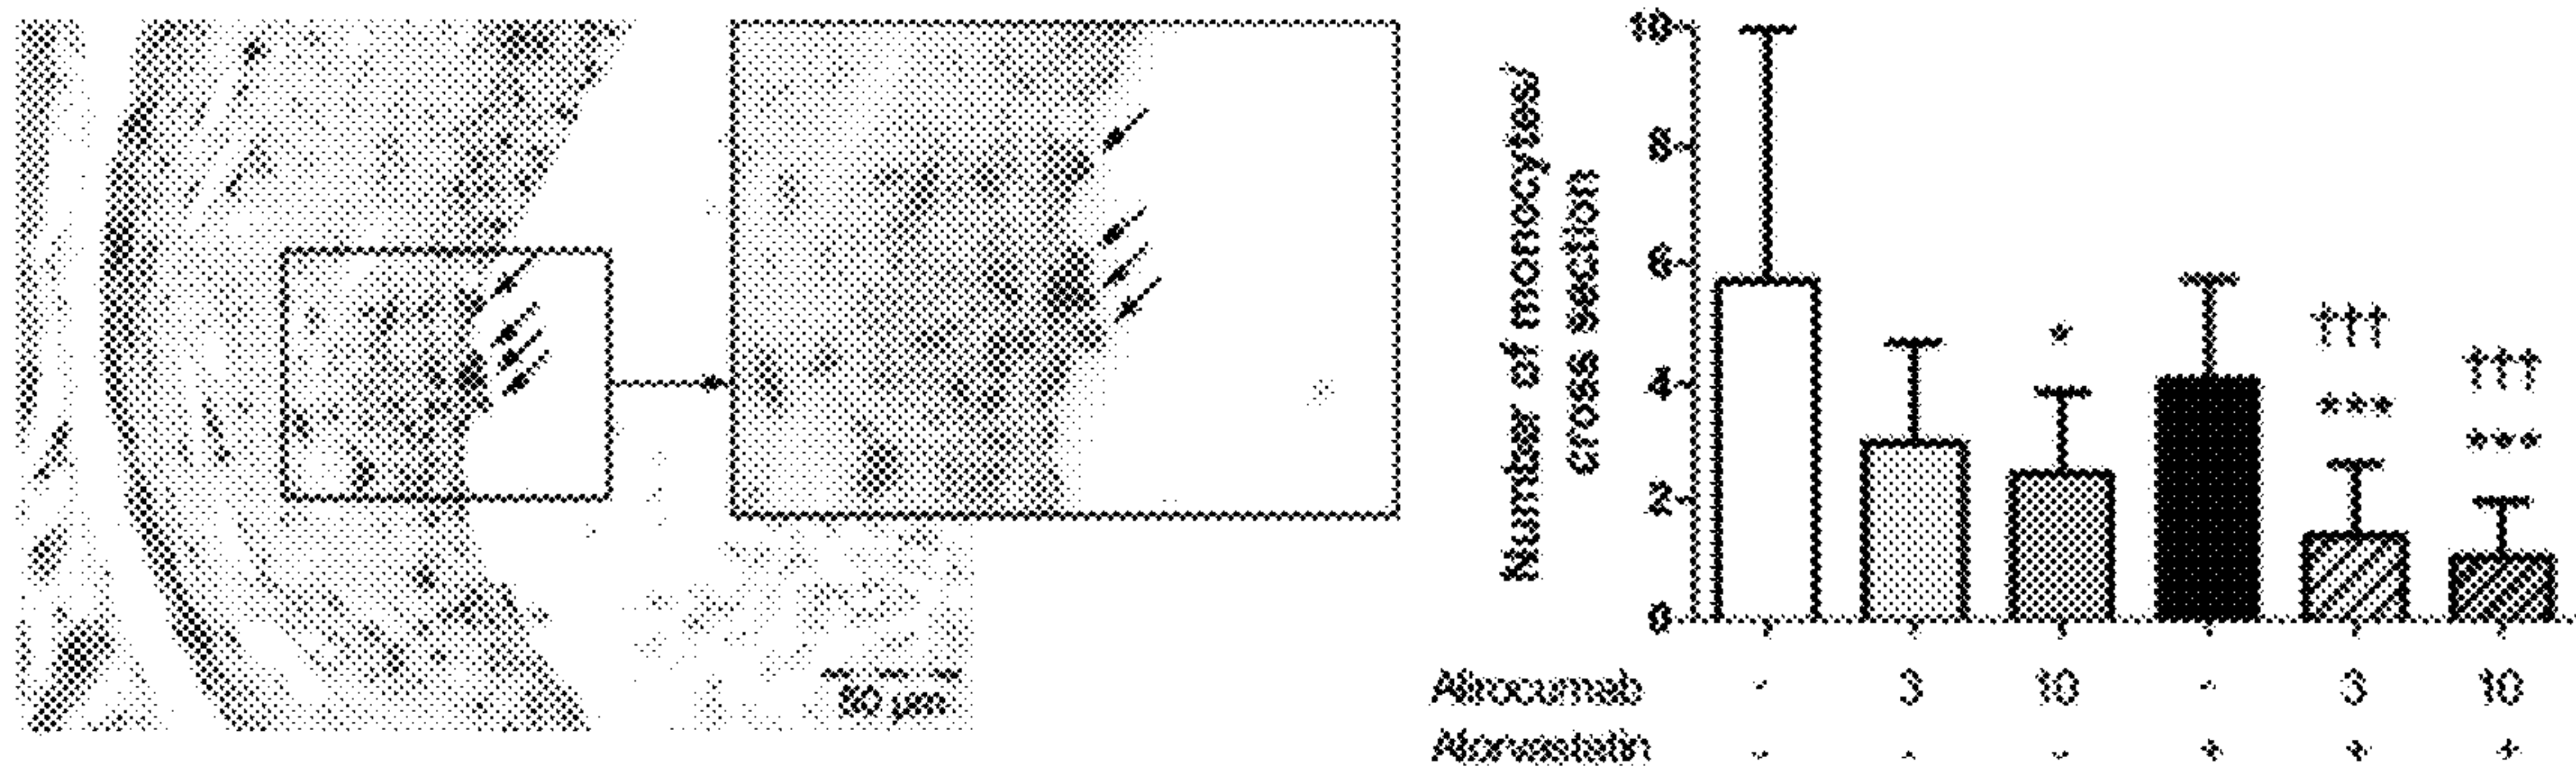 50 µm
Number of monocytes/
cross section
10
8
6
4
2
0
*
†††
***
†††
***
Alirocumab - 3 10 - 3 10
Atorvastatin - - - + + +